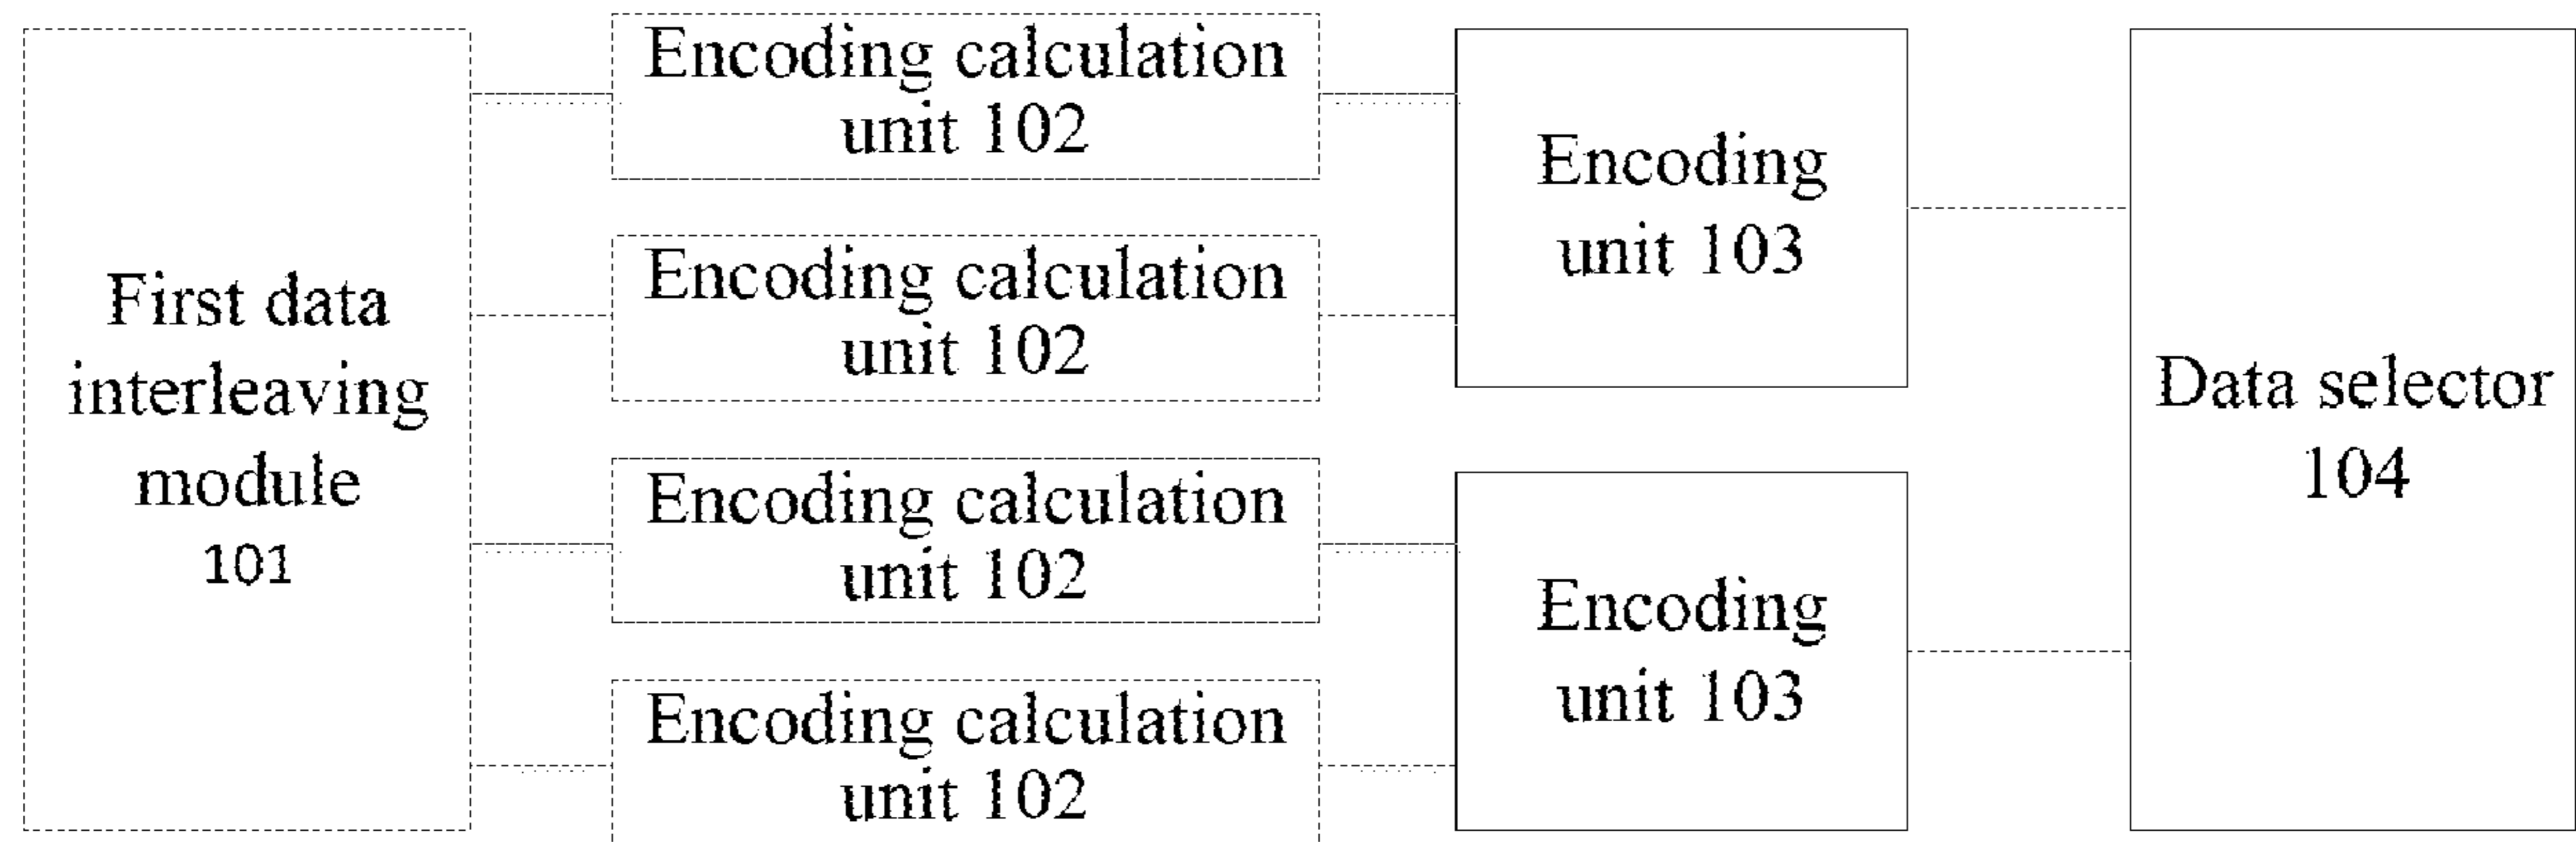 First data
interleaving
module
101
Encoding calculation
unit 102
Encoding calculation
unit 102
Encoding calculation
unit 102
Encoding calculation
unit 102
Encoding
unit 103
Encoding
unit 103
Data selector
104